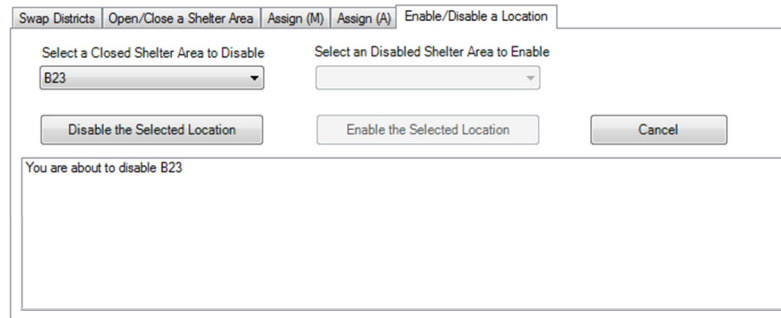 Swap Districts Open/Close a Shelter Area Assign (M) Assign (A) Enable/Disable a Location
Select a Closed Shelter Area to Disable Select an Disabled Shelter Area to Enable
B23
Disable the Selected Location Enable the Selected Location Cancel
You are about to disable B23